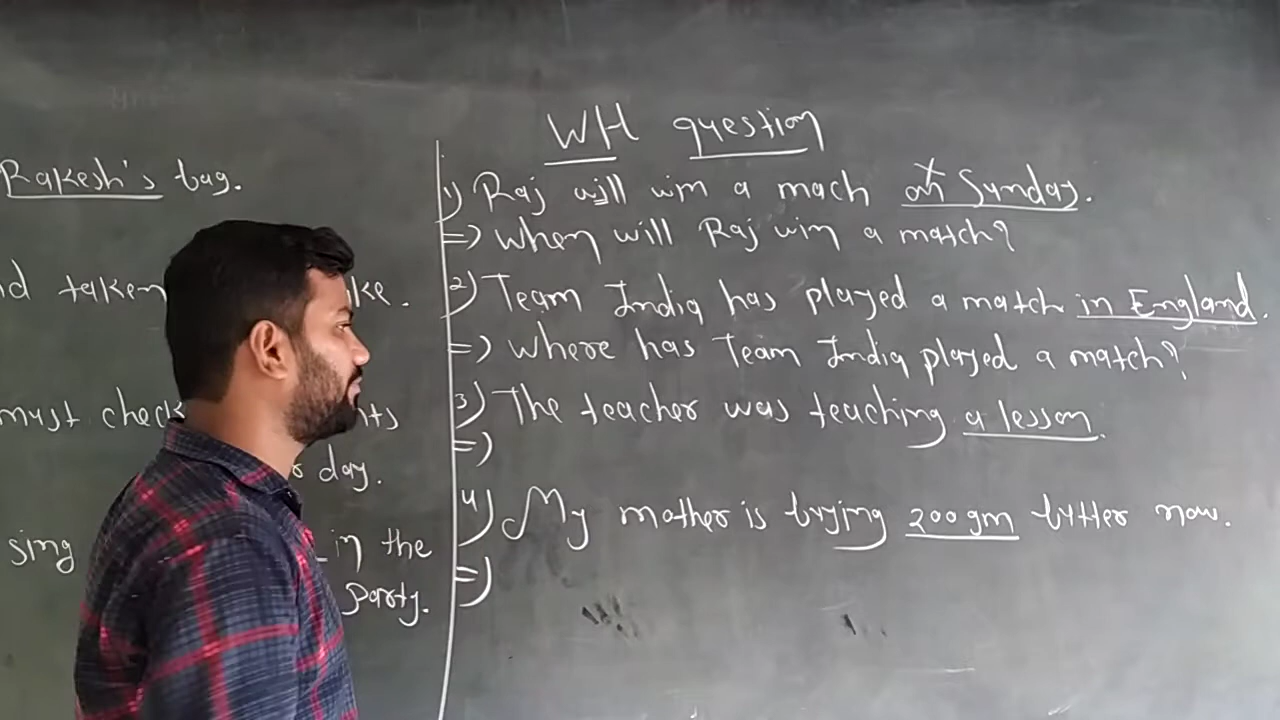 Rakesh's bag.
taken
must check
day.
sing in the
party.
WH question
1) Raj will win a mach on Sunday.
=> When will Raj win a match?
2) Team India has played a match in England.
=> Where has Team India played a match?
3) The teacher was teaching a lesson.
=>
4) My mother is buying 200gm butter now.
=>